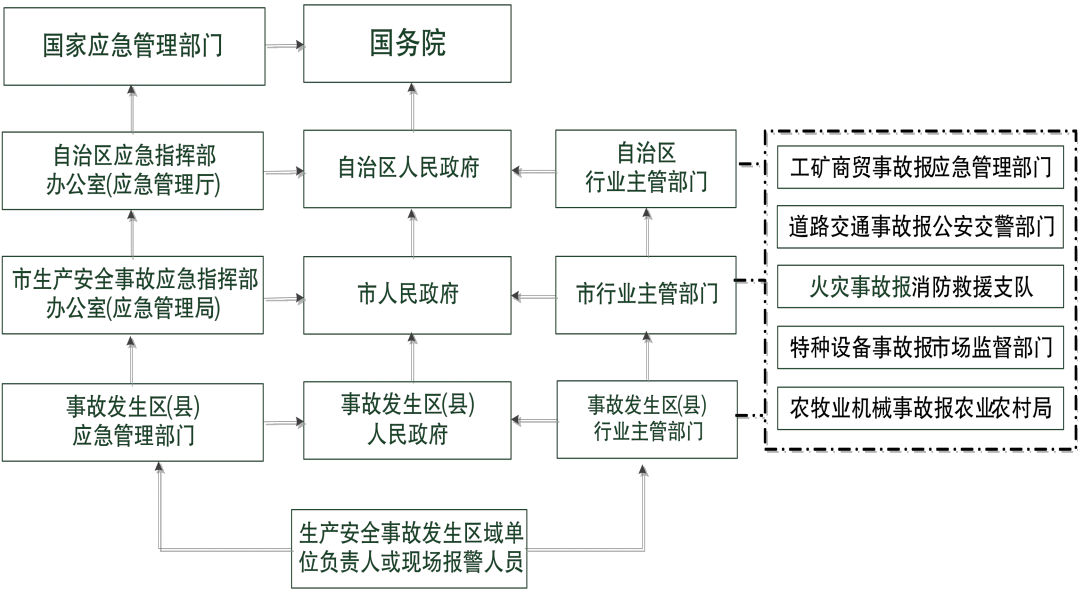 国家应急管理部门
国务院
自治区应急指挥部
办公室(应急管理厅)
自治区人民政府
自治区
行业主管部门
市生产安全事故应急指挥部
办公室(应急管理局)
市人民政府
市行业主管部门
事故发生区(县)
应急管理部门
事故发生区(县)
人民政府
事故发生区(县)
行业主管部门
生产安全事故发生区域单
位负责人或现场报警人员
工矿商贸事故报应急管理部门
道路交通事故报公安交警部门
火灾事故报消防救援支队
特种设备事故报市场监督部门
农牧业机械事故报农业农村局